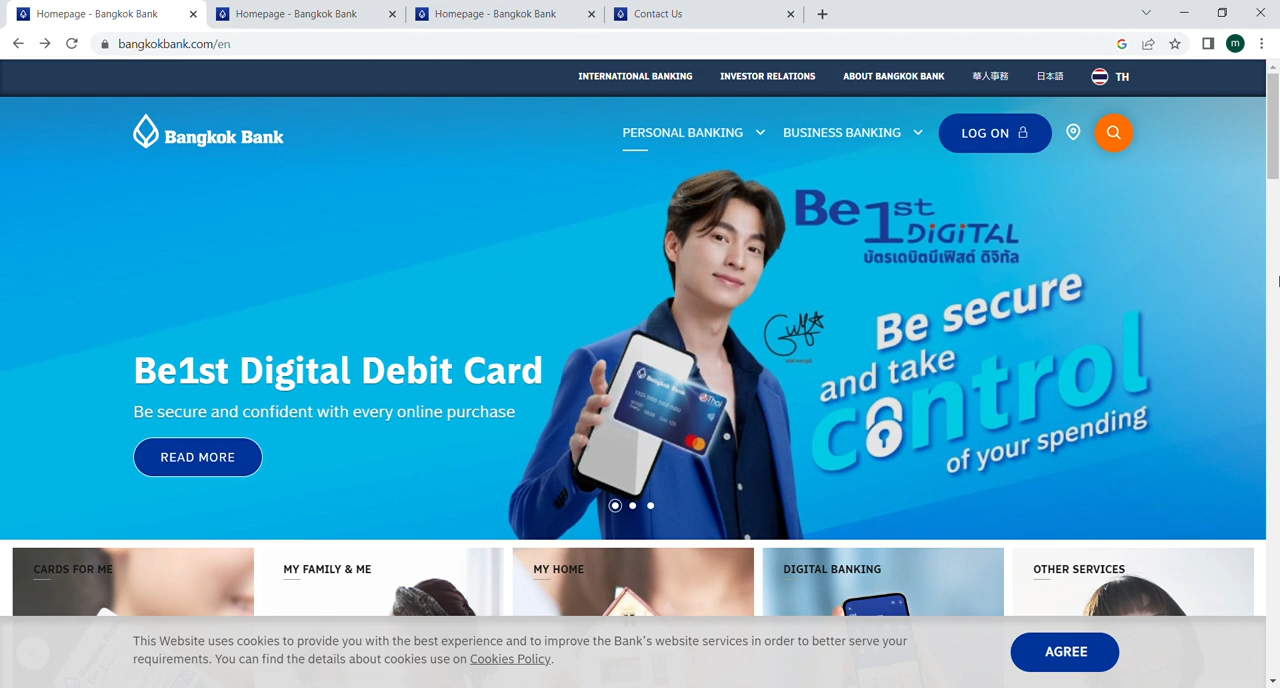 Homepage - Bangkok Bank
Homepage - Bangkok Bank
Homepage - Bangkok Bank
Contact Us
bangkokbank.com/en
m
INTERNATIONAL BANKING
INVESTOR RELATIONS
ABOUT BANGKOK BANK
華人事務
日本語
TH
Bangkok Bank
PERSONAL BANKING
BUSINESS BANKING
LOG ON
Be1st
DIGITAL
บัตรเดบิตบีเฟิสต์ ดิจิทัล
Be secure
and take
control
of your spending
Bangkok Bank
Be1st Digital Debit Card
Be secure and confident with every online purchase
READ MORE
CARDS FOR ME
MY FAMILY & ME
MY HOME
DIGITAL BANKING
OTHER SERVICES
This Website uses cookies to provide you with the best experience and to improve the Bank's website services in order to better serve your
requirements. You can find the details about cookies use on Cookies Policy.
AGREE